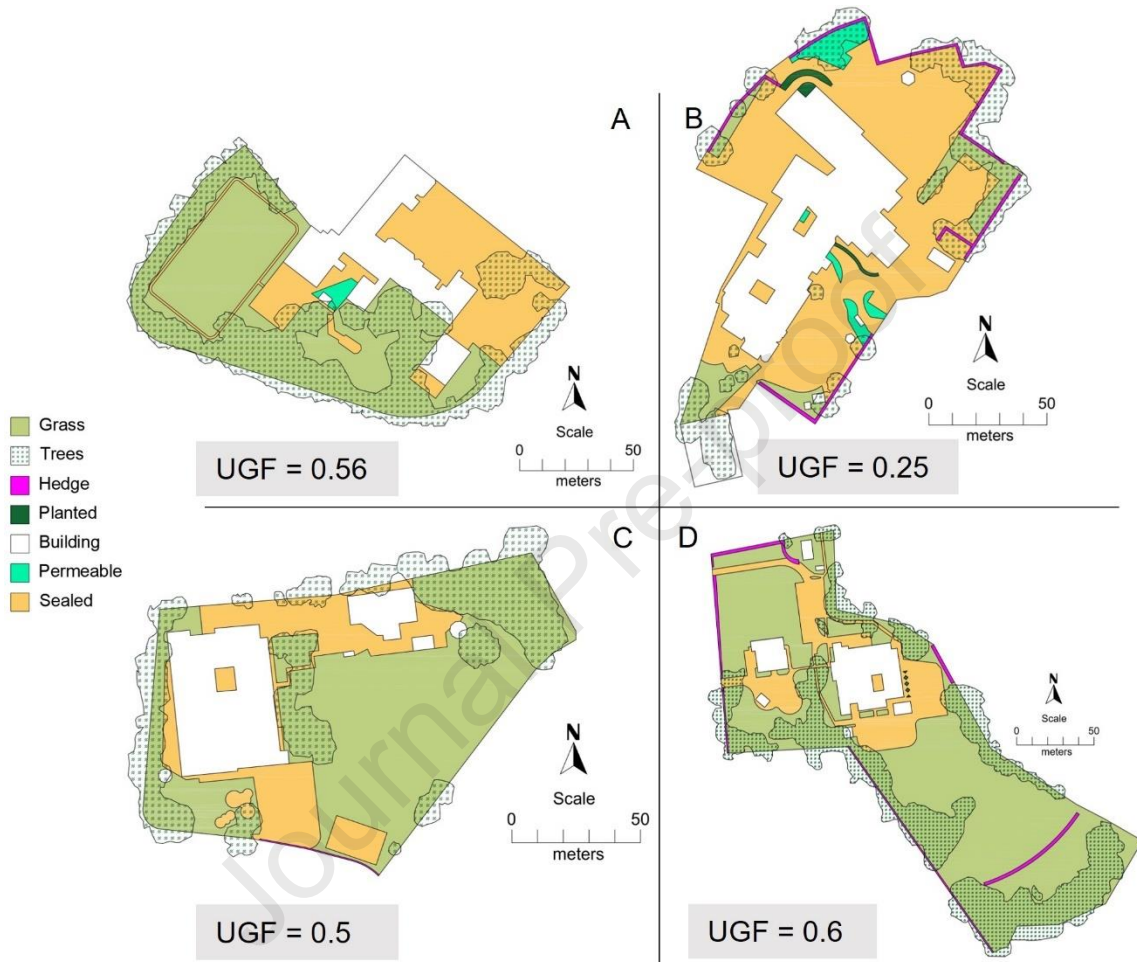 A
N
Scale
0 50
meters
UGF = 0.56
B
N
Scale
0 50
meters
UGF = 0.25
Grass
Trees
Hedge
Planted
Building
Permeable
Sealed
C
N
Scale
0 50
meters
UGF = 0.5
D
N
Scale
0 50
meters
UGF = 0.6
Journal Pre-proof